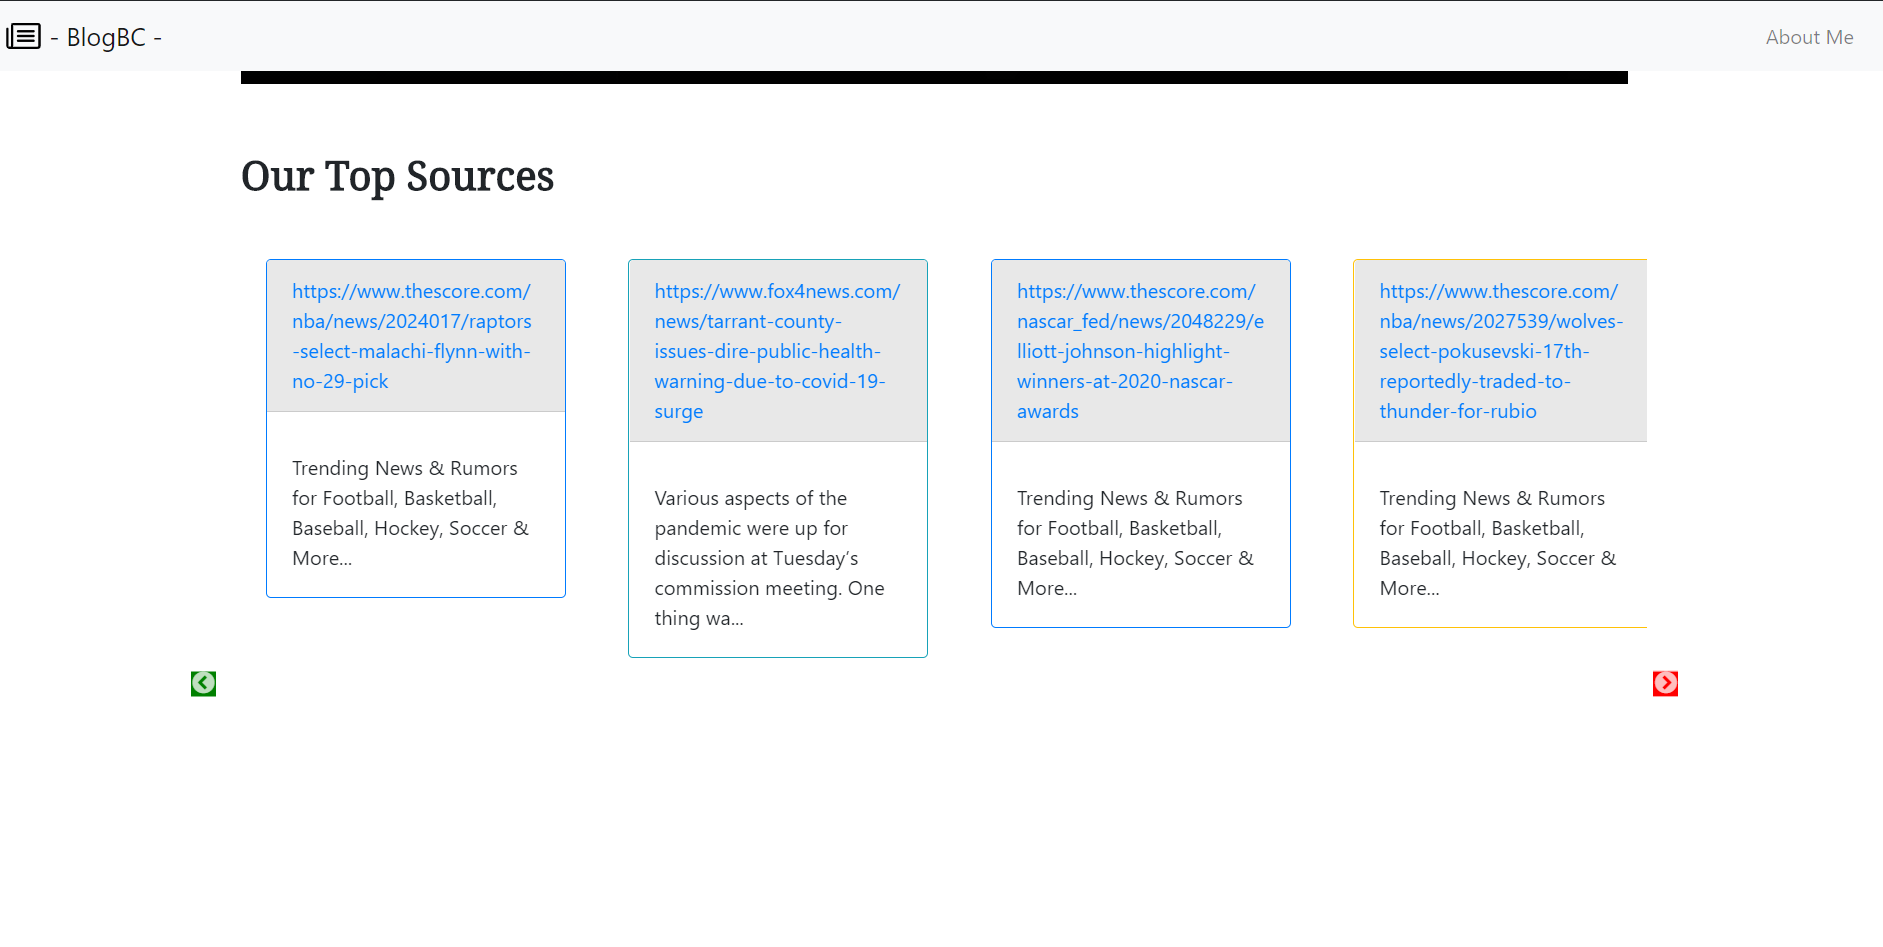 - BlogBC -
About Me
Our Top Sources
https://www.thescore.com/
nba/news/2024017/raptors
-select-malachi-flynn-with-
no-29-pick
Trending News & Rumors
for Football, Basketball,
Baseball, Hockey, Soccer &
More...
https://www.fox4news.com/
news/tarrant-county-
issues-dire-public-health-
warning-due-to-covid-19-
surge
Various aspects of the
pandemic were up for
discussion at Tuesday’s
commission meeting. One
thing wa...
https://www.thescore.com/
nascar_fed/news/2048229/e
lliott-johnson-highlight-
winners-at-2020-nascar-
awards
Trending News & Rumors
for Football, Basketball,
Baseball, Hockey, Soccer &
More...
https://www.thescore.com/
nba/news/2027539/wolves-
select-pokusevski-17th-
reportedly-traded-to-
thunder-for-rubio
Trending News & Rumors
for Football, Basketball,
Baseball, Hockey, Soccer &
More...